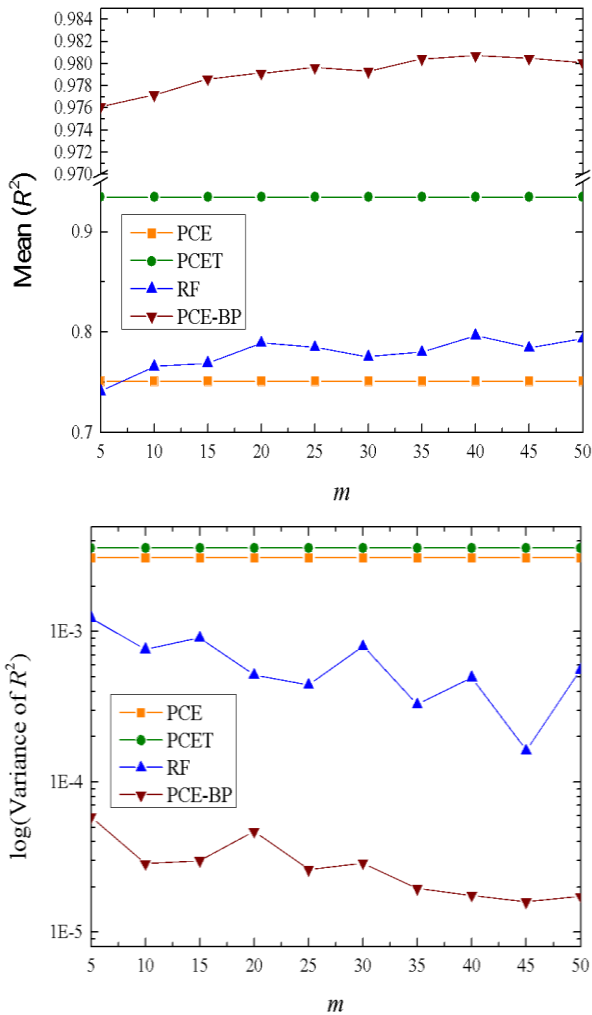 0.984
0.982
0.980
0.978
0.976
0.974
0.972
0.970
0.9
0.8
0.7
Mean (R²)
PCE
PCET
RF
PCE-BP
5 10 15 20 25 30 35 40 45 50
m
1E-3
1E-4
1E-5
log(Variance of R²)
PCE
PCET
RF
PCE-BP
5 10 15 20 25 30 35 40 45 50
m